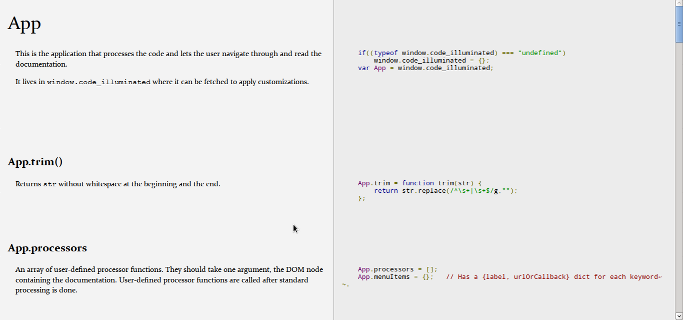 App
This is the application that processes the code and lets the user navigate through and read the
documentation.
It lives in window.code_illuminated where it can be fetched to apply customizations.
if((typeof window.code_illuminated) === "undefined")
window.code_illuminated = {};
var App = window.code_illuminated;
App.trim()
Returns str without whitespace at the beginning and the end.
App.trim = function trim(str) {
return str.replace(/^\s+|\s+$/g,"");
};
App.processors
An array of user-defined processor functions. They should take one argument, the DOM node
containing the documentation. User-defined processor functions are called after standard
processing is done.
App.processors = [];
App.menuItems = {};   // Has a {label, urlOrCallback} dict for each keyword